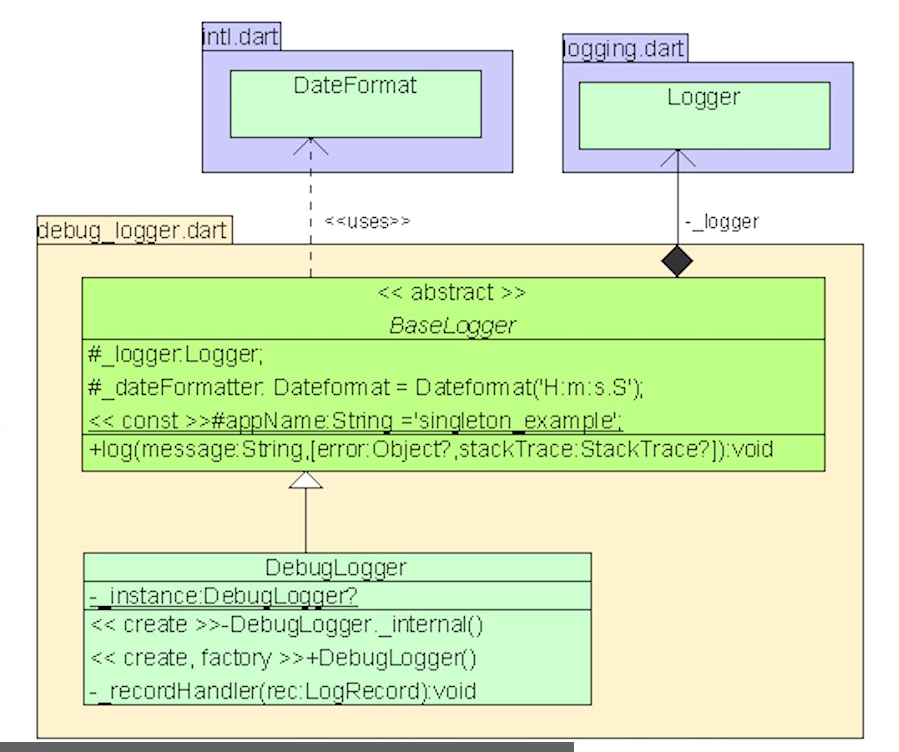 intl.dart
DateFormat
logging.dart
Logger
<<uses>>
-_logger
debug_logger.dart
<< abstract >>
BaseLogger
#_logger:Logger;
#_dateFormatter: Dateformat = Dateformat('H:m:s.S');
<< const >>#appName:String ='singleton_example';
+log(message:String,[error:Object?,stackTrace:StackTrace?]):void
DebugLogger
-_instance:DebugLogger?
<< create >>-DebugLogger._internal()
<< create, factory >>+DebugLogger()
-_recordHandler(rec:LogRecord):void